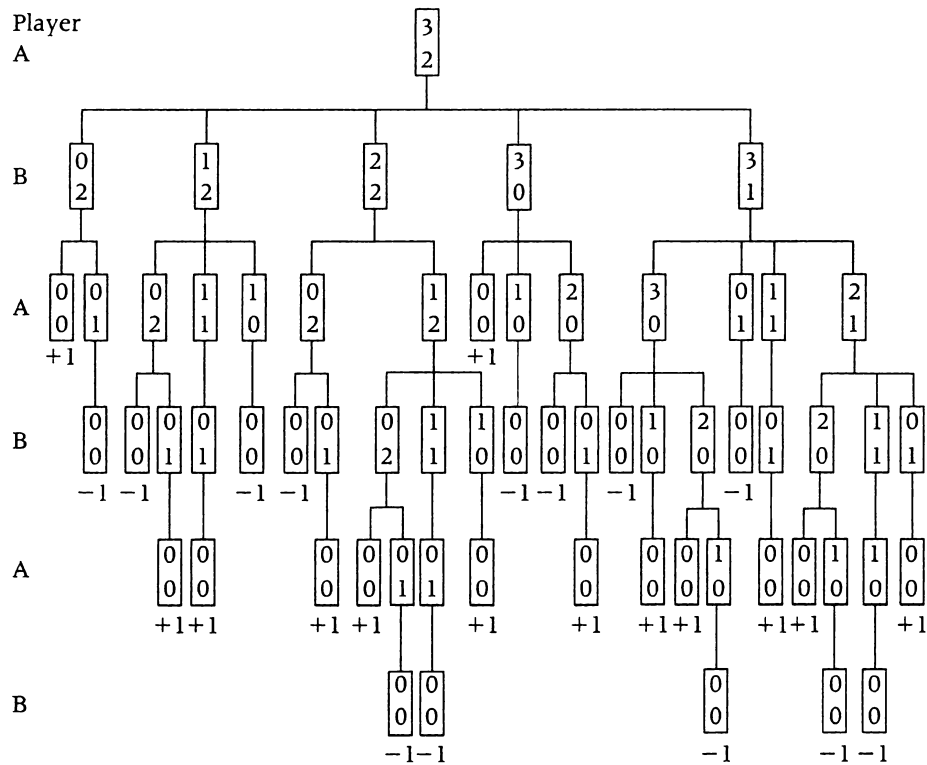 Player
3
A
2
0 1 2 3 3
B
2 2 2 0 1
0 0 0 1 1 0 1 0 1 2 3 0 1 2
A
0 1 2 1 0 2 2 0 0 0 0 1 1 1
+1 +1
0 0 0 0 0 0 0 0 1 1 0 0 0 0 1 2 0 0 2 1 0
B
0 0 1 1 0 0 1 2 1 0 0 0 1 0 0 0 0 1 0 1 1
−1 −1 −1 −1 −1 −1 −1 −1
0 0 0 0 0 0 0 0 0 0 1 0 0 1 1 0
A
0 0 0 0 1 1 0 0 0 0 0 0 0 0 0 0
+1 +1 +1 +1 +1 +1 +1 +1 +1 +1 +1
0 0 0 0 0
B
0 0 0 0 0
−1 −1 −1 −1 −1